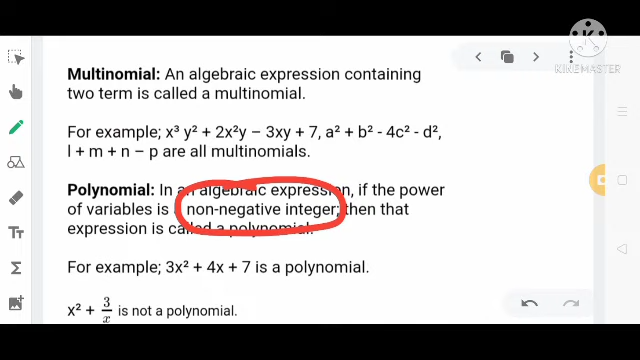 KINEMASTER
Multinomial: An algebraic expression containing
two term is called a multinomial.
For example; x³ y² + 2x²y – 3xy + 7, a² + b² - 4c² - d²,
l + m + n – p are all multinomials.
Polynomial: In an algebraic expression, if the power
of variables is non-negative integer; then that
expression is called a polynomial.
For example; 3x² + 4x + 7 is a polynomial.
x² + 3/x is not a polynomial.